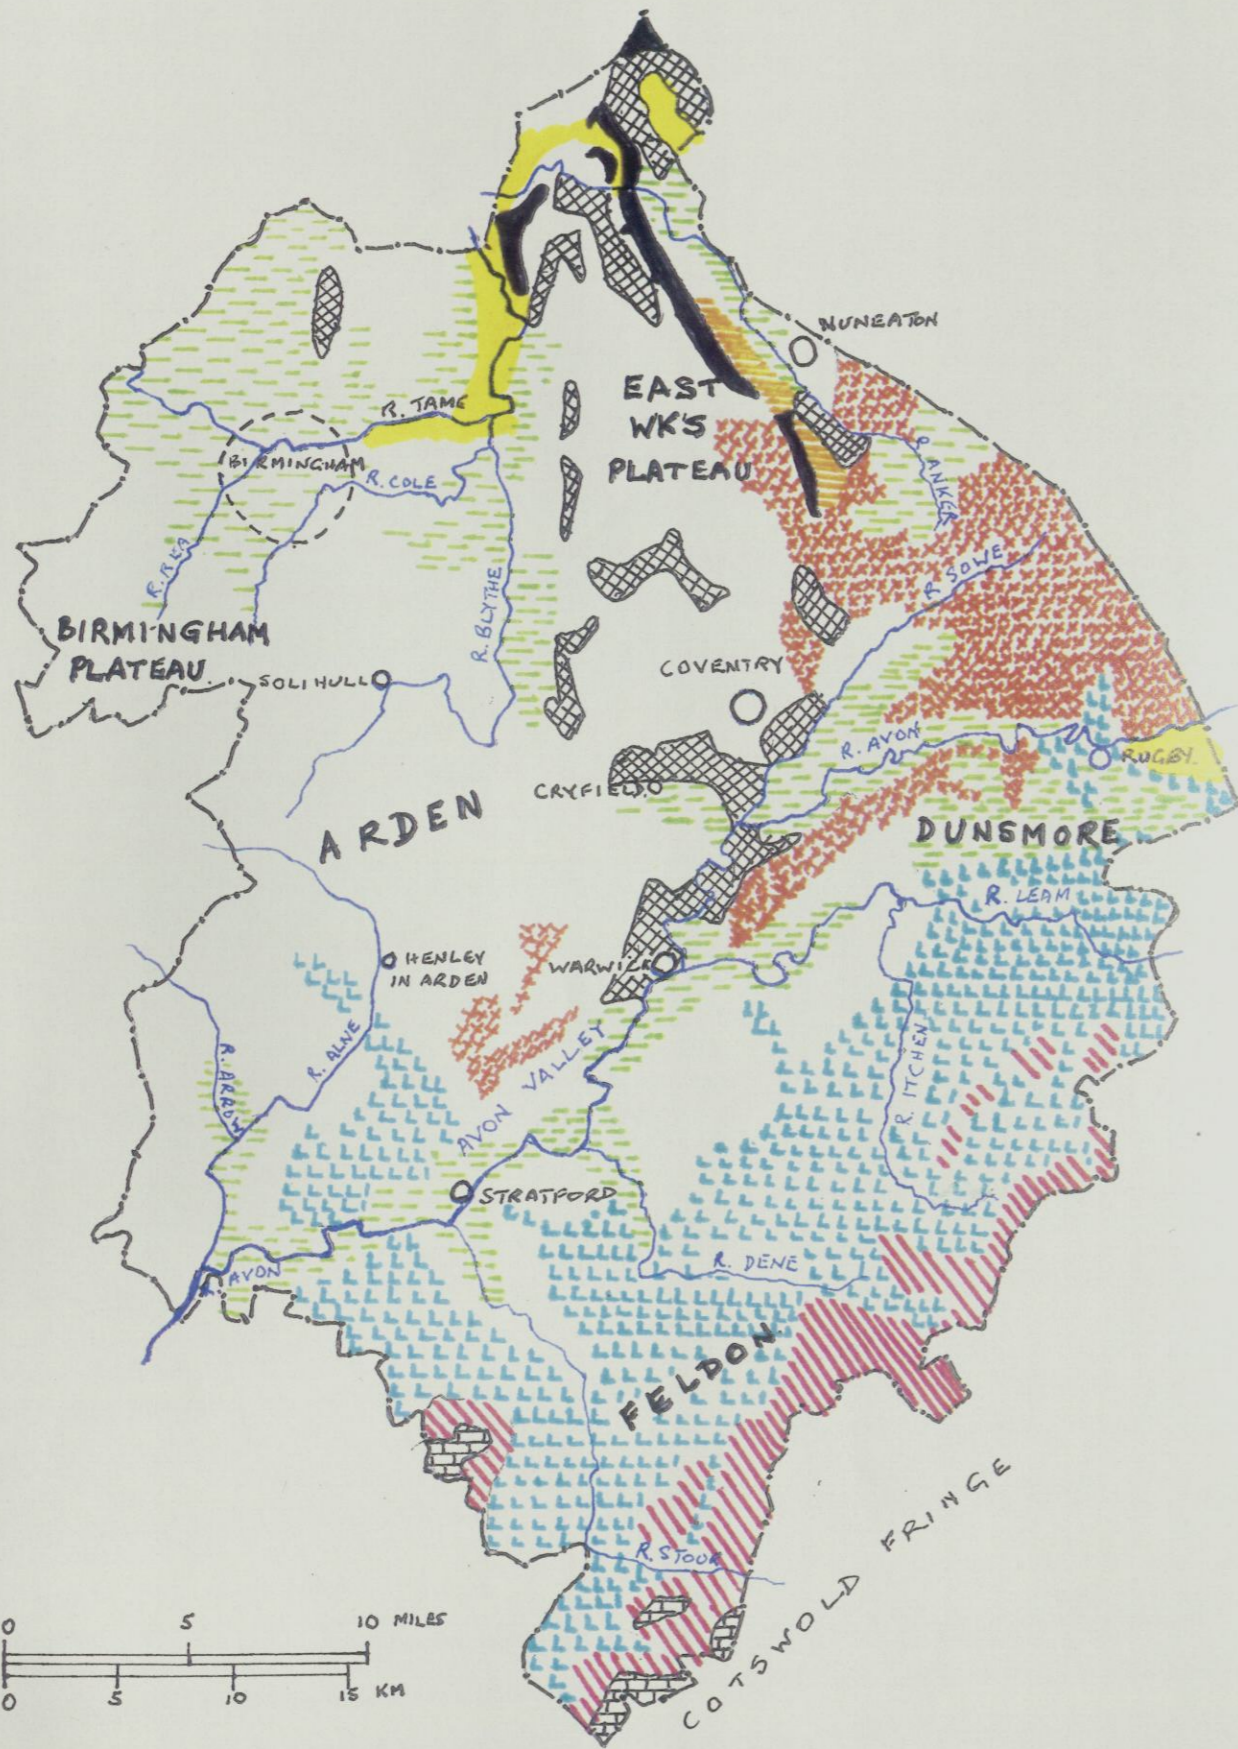 NUNEATON
EAST
WK'S
PLATEAU
R. TAME
BIRMINGHAM
R. COLE
R. ANKER
R. REA
R. BLYTHE
R. SOWE
BIRMINGHAM
PLATEAU.
SOLIHULL
COVENTRY
R. AVON
RUGBY.
CRYFIELD
ARDEN
DUNSMORE
R. LEAM
HENLEY
IN ARDEN
WARWICK
R. ARROW
R. ALNE
AVON VALLEY
R. ITCHEN
STRATFORD
R. AVON
R. DENE
FELDON
COTSWOLD FRINGE
R. STOUR
0 5 10 MILES
0 5 10 15 KM